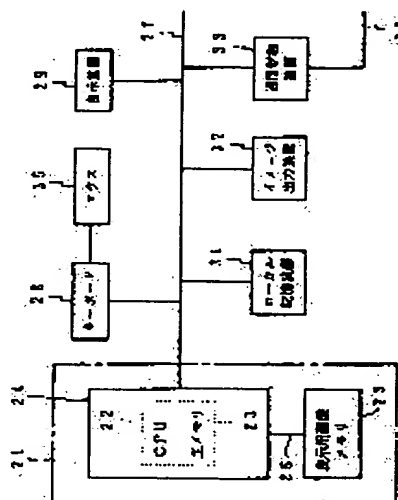 21
24
22
CPU
主メモリ
23
26
25
表示用画像
メモリ
28
キーボード
マウス
29
表示装置
27
31
ローカル
記憶装置
イメージ
出力装置
33
通信制御
装置